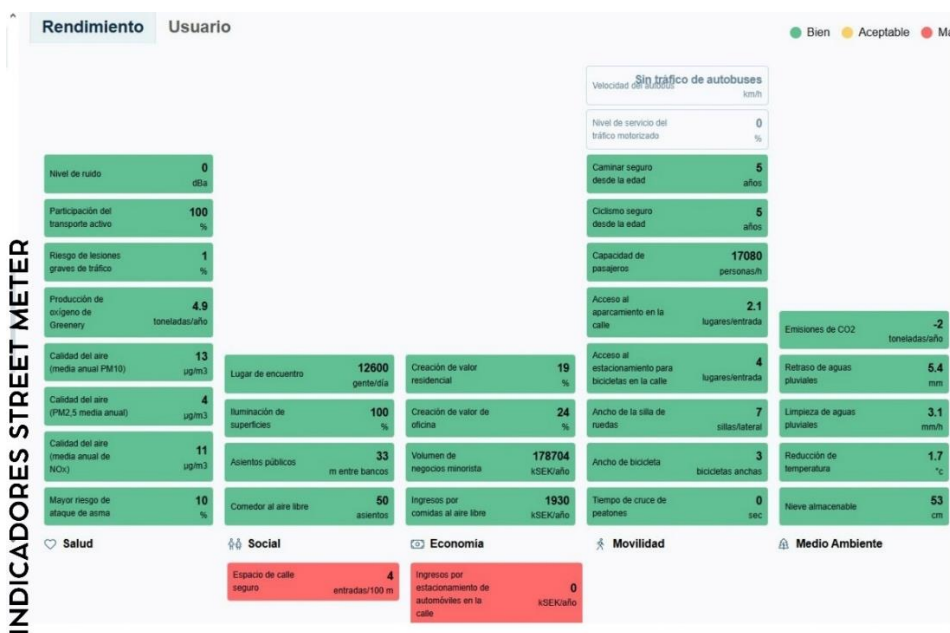 Rendimiento
Usuario
Bien
Aceptable
Ma
INDICADORES STREET METER
Nivel de ruido
0
dBa
Participación del
transporte activo
100
%
Riesgo de lesiones
graves de tráfico
1
%
Producción de
oxígeno de
Greenery
4.9
toneladas/año
Calidad del aire
(media anual PM10)
13
µg/m3
Calidad del aire
(PM2,5 media anual)
4
µg/m3
Calidad del aire
(media anual de
NOx)
11
µg/m3
Mayor riesgo de
ataque de asma
10
%
Salud
Lugar de encuentro
12600
gente/día
Iluminación de
superficies
100
%
Asientos públicos
33
m entre bancos
Comedor al aire libre
50
asientos
Social
Espacio de calle
seguro
4
entradas/100 m
Creación de valor
residencial
19
%
Creación de valor de
oficina
24
%
Volumen de
negocios minorista
178704
kSEK/año
Ingresos por
comidas al aire libre
1930
kSEK/año
Economía
Ingresos por
estacionamiento de
automóviles en la
calle
0
kSEK/año
Velocidad del autobús
Sin tráfico de autobuses
km/h
Nivel de servicio del
tráfico motorizado
0
%
Caminar seguro
desde la edad
5
años
Ciclismo seguro
desde la edad
5
años
Capacidad de
pasajeros
17080
personas/h
Acceso al
aparcamiento en la
calle
2.1
lugares/entrada
Acceso al
estacionamiento para
bicicletas en la calle
4
lugares/entrada
Ancho de la silla de
ruedas
7
sillas/lateral
Ancho de bicicleta
3
bicicletas anchas
Tiempo de cruce de
peatones
0
sec
Movilidad
Emisiones de CO2
-2
toneladas/año
Retraso de aguas
pluviales
5.4
mm
Limpieza de aguas
pluviales
3.1
mm/h
Reducción de
temperatura
1.7
°c
Nieve almacenable
53
cm
Medio Ambiente